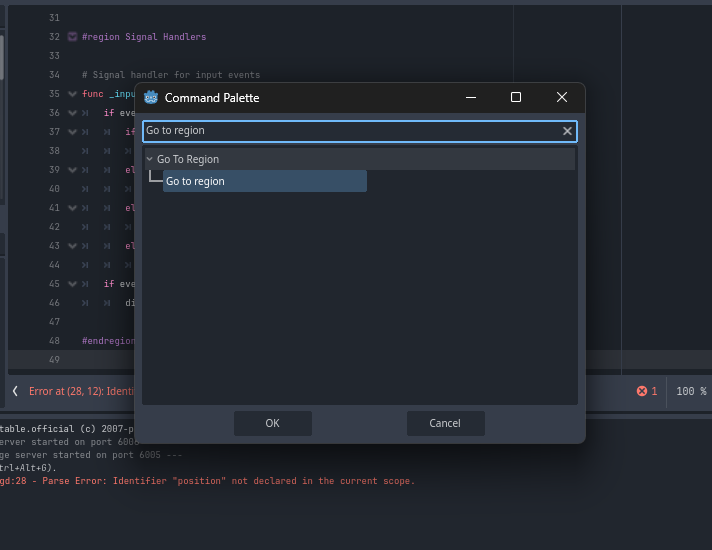 31
32 #region Signal Handlers
33
34 # Signal handler for input events
35 func _inpu
36 if eve
37 if
38
39 el
40
41 el
42
43 el
44
45 if eve
46 di
47
48 #endregion
49
Command Palette
Go to region
Go To Region
Go to region
OK Cancel
Error at (28, 12): Identi
1 100 %
table.official (c) 2007-p
erver started on port 6008
ge server started on port 6005 ---
trl+Alt+G).
gd:28 - Parse Error: Identifier "position" not declared in the current scope.